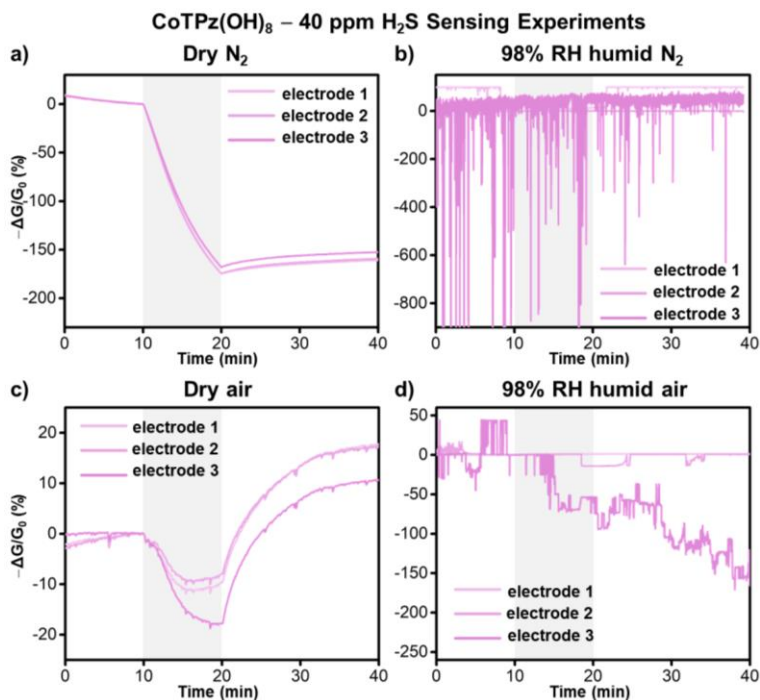 CoTPz(OH)₈ – 40 ppm H₂S Sensing Experiments
a) Dry N₂
−ΔG/G₀ (%)
0
-50
-100
-150
-200
electrode 1
electrode 2
electrode 3
0 10 20 30 40
Time (min)
b) 98% RH humid N₂
0
-200
-400
-600
-800
electrode 1
electrode 2
electrode 3
0 10 20 30 40
Time (min)
c) Dry air
−ΔG/G₀ (%)
20
10
0
-10
-20
electrode 1
electrode 2
electrode 3
0 10 20 30 40
Time (min)
d) 98% RH humid air
50
0
-50
-100
-150
-200
-250
electrode 1
electrode 2
electrode 3
0 10 20 30 40
Time (min)